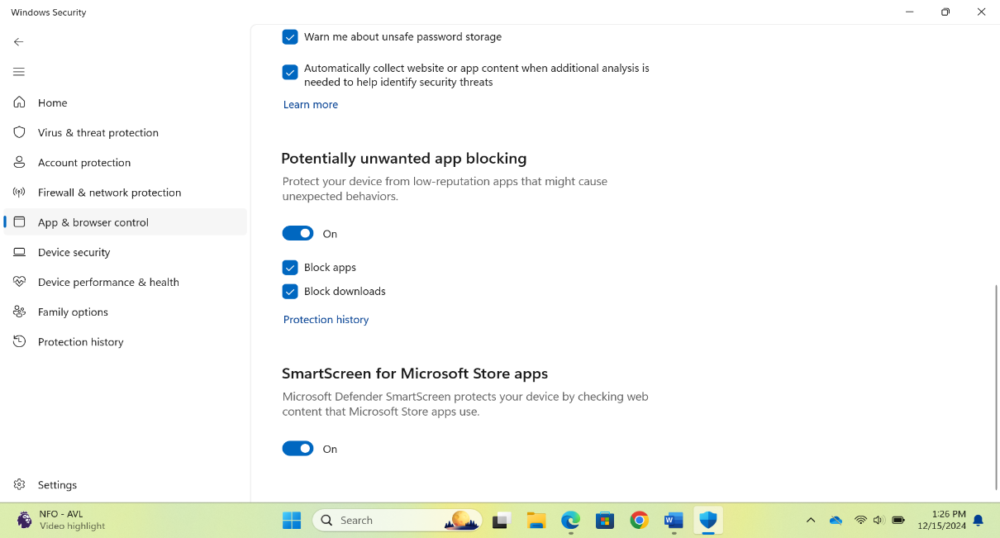 Windows Security
Warn me about unsafe password storage
Automatically collect website or app content when additional analysis is
needed to help identify security threats
Learn more
Home
Virus & threat protection
Account protection
Firewall & network protection
App & browser control
Device security
Device performance & health
Family options
Protection history
Settings
Potentially unwanted app blocking
Protect your device from low-reputation apps that might cause
unexpected behaviors.
On
Block apps
Block downloads
Protection history
SmartScreen for Microsoft Store apps
Microsoft Defender SmartScreen protects your device by checking web
content that Microsoft Store apps use.
On
NFO - AVL
Video highlight
Search
W
1:26 PM
12/15/2024